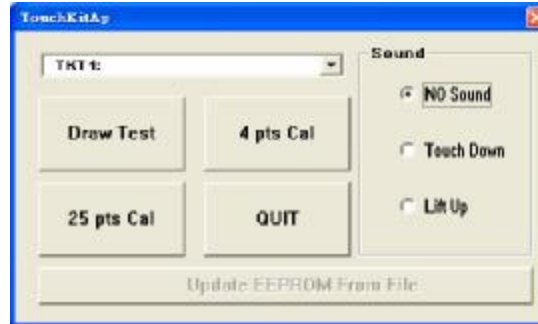 TouchKitAp
TKT1:
Draw Test
4 pts Cal
25 pts Cal
QUIT
Sound
NO Sound
Touch Down
Lift Up
Update EEPROM From File